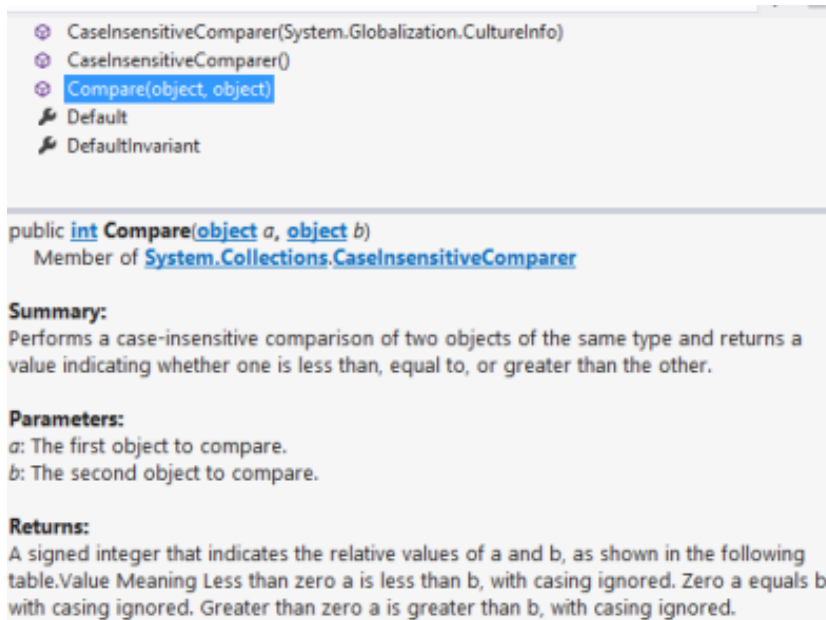 CaseInsensitiveComparer(System.Globalization.CultureInfo)
CaseInsensitiveComparer()
Compare(object, object)
Default
DefaultInvariant
public int Compare(object a, object b)
Member of System.Collections.CaseInsensitiveComparer
Summary:
Performs a case-insensitive comparison of two objects of the same type and returns a
value indicating whether one is less than, equal to, or greater than the other.
Parameters:
a: The first object to compare.
b: The second object to compare.
Returns:
A signed integer that indicates the relative values of a and b, as shown in the following
table.Value Meaning Less than zero a is less than b, with casing ignored. Zero a equals b
with casing ignored. Greater than zero a is greater than b, with casing ignored.